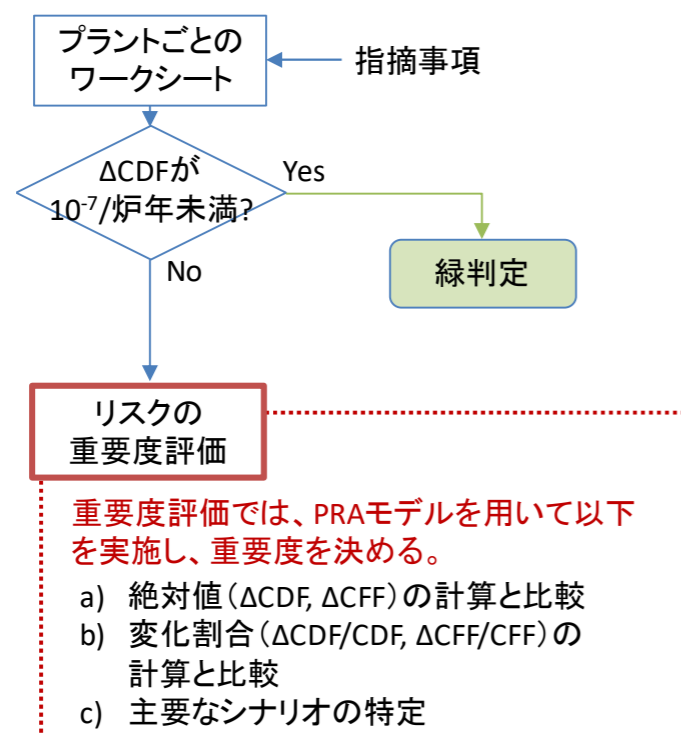 プラントごとの
ワークシート
指摘事項
ΔCDFが
10-7/炉年未満?
Yes
緑判定
No
リスクの
重要度評価
重要度評価では、PRAモデルを用いて以下
を実施し、重要度を決める。
a) 絶対値(ΔCDF, ΔCFF)の計算と比較
b) 変化割合(ΔCDF/CDF, ΔCFF/CFF)の
計算と比較
c) 主要なシナリオの特定